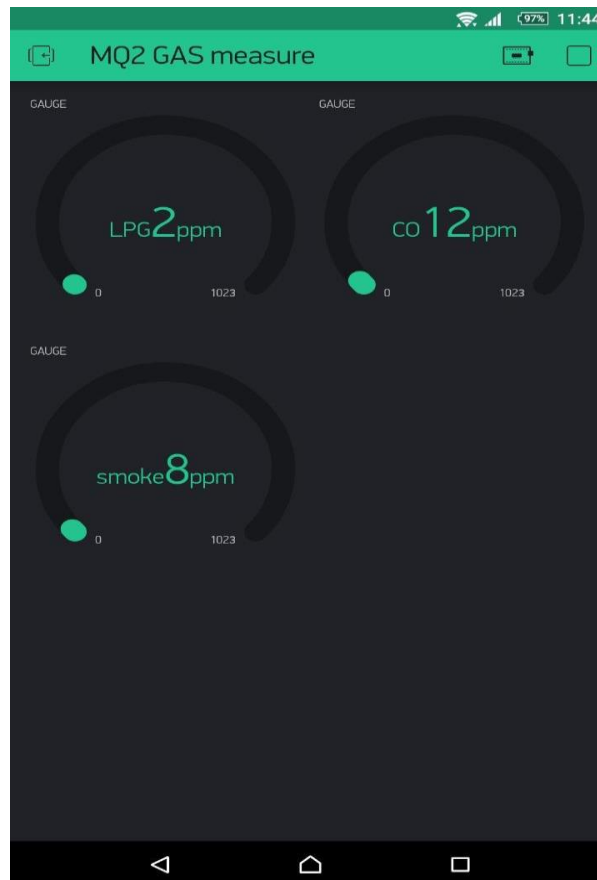 97% 11:44
MQ2 GAS measure
GAUGE GAUGE
LPG2ppm CO12ppm
0 1023 0 1023
GAUGE
smoke8ppm
0 1023